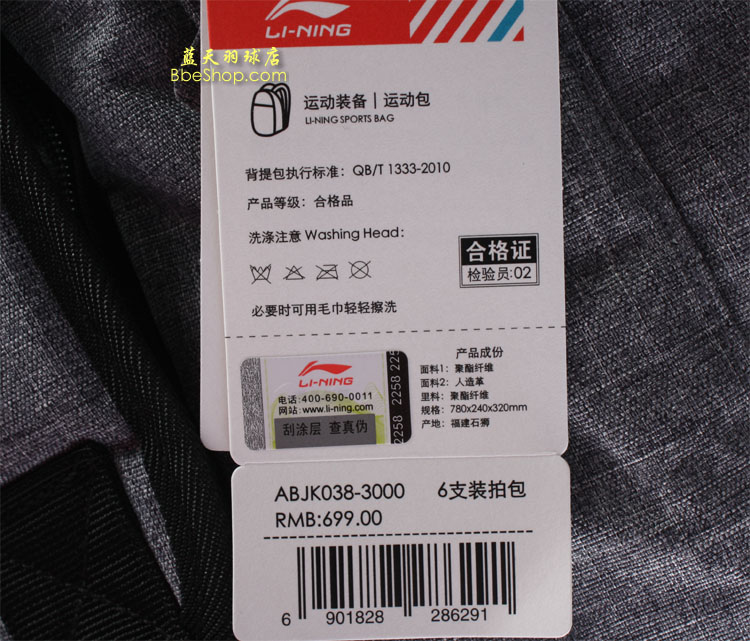 LI-NING
蓝天羽球店
BbeShop.com
运动装备 | 运动包
LI-NING SPORTS BAG
背提包执行标准：QB/T 1333-2010
产品等级：合格品
洗涤注意 Washing Head：
合格证
检验员:02
必要时可用毛巾轻轻擦洗
LI-NING
电话:400-690-0011
网站:www.li-ning.com
刮涂层 查真伪
2258 2258 225
产品成份
面料1：聚酯纤维
面料2：人造革
里料：聚酯纤维
规格：780x240x320mm
产地：福建石狮
ABJK038-3000 6支装拍包
RMB:699.00
6 901828 286291